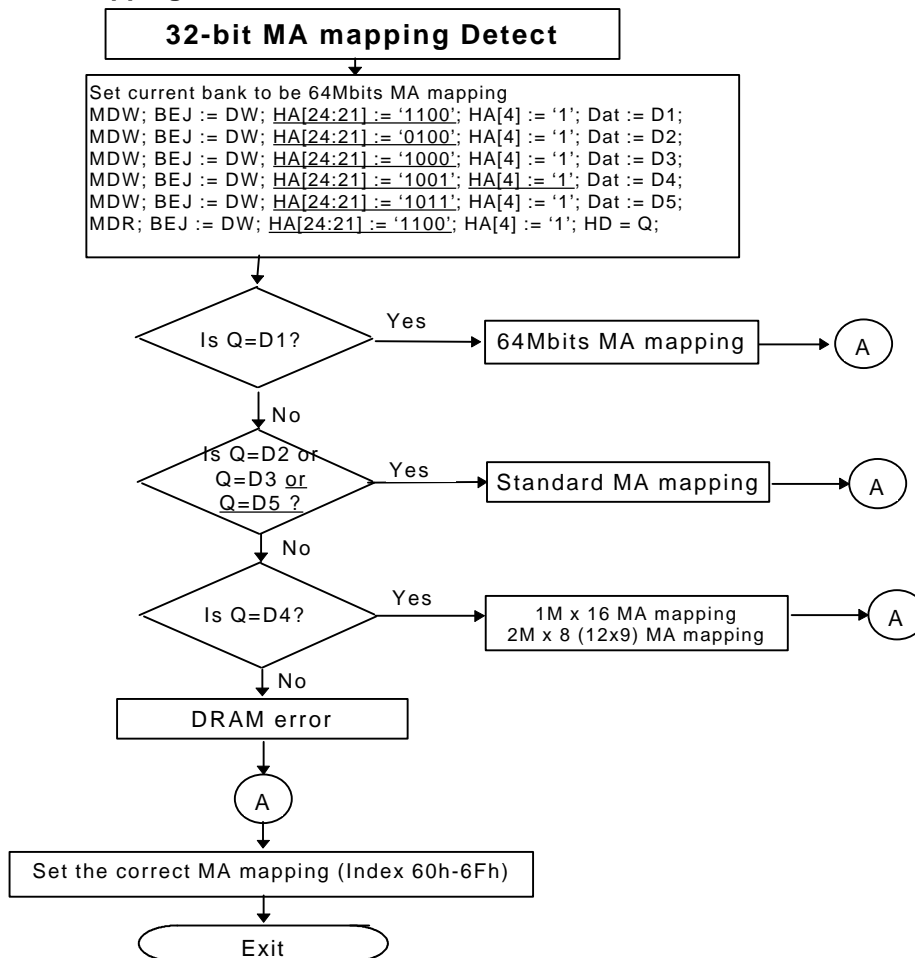 32-bit MA mapping Detect
Set current bank to be 64Mbits MA mapping
MDW; BEJ := DW; HA[24:21] := ‘1100’; HA[4] := ‘1’; Dat := D1;
MDW; BEJ := DW; HA[24:21] := ‘0100’; HA[4] := ‘1’; Dat := D2;
MDW; BEJ := DW; HA[24:21] := ‘1000’; HA[4] := ‘1’; Dat := D3;
MDW; BEJ := DW; HA[24:21] := ‘1001’; HA[4] := ‘1’; Dat := D4;
MDW; BEJ := DW; HA[24:21] := ‘1011’; HA[4] := ‘1’; Dat := D5;
MDR; BEJ := DW; HA[24:21] := ‘1100’; HA[4] := ‘1’; HD = Q;
Is Q=D1?
Yes
64Mbits MA mapping
A
No
Is Q=D2 or
Q=D3 or
Q=D5 ?
Yes
Standard MA mapping
A
No
Is Q=D4?
Yes
1M x 16 MA mapping
2M x 8 (12x9) MA mapping
A
No
DRAM error
A
Set the correct MA mapping (Index 60h-6Fh)
Exit